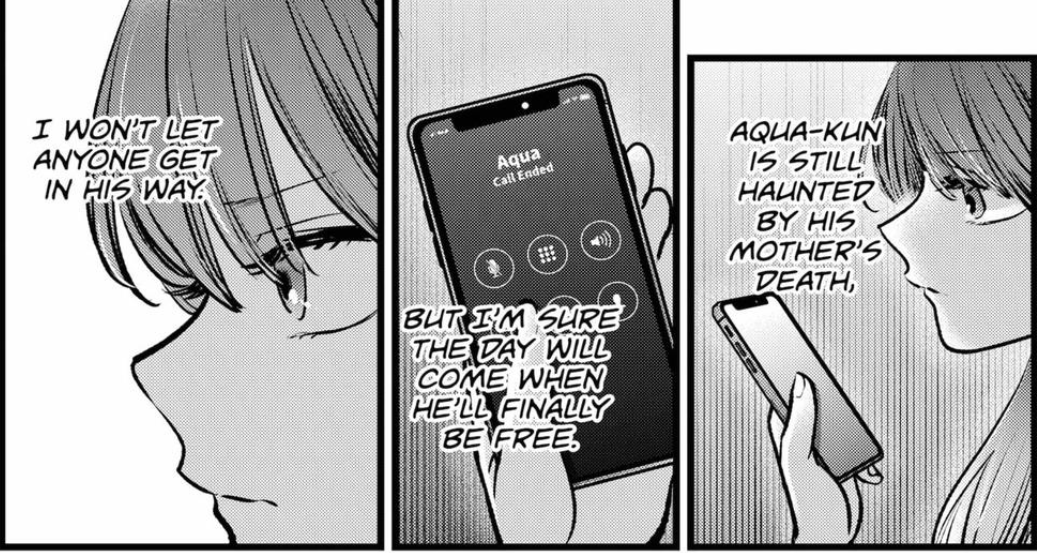 AQUA-KUN
IS STILL
HAUNTED
BY HIS
MOTHER'S
DEATH,
Aqua
Call Ended
BUT I'M SURE
THE DAY WILL
COME WHEN
HE'LL FINALLY
BE FREE.
I WON'T LET
ANYONE GET
IN HIS WAY.